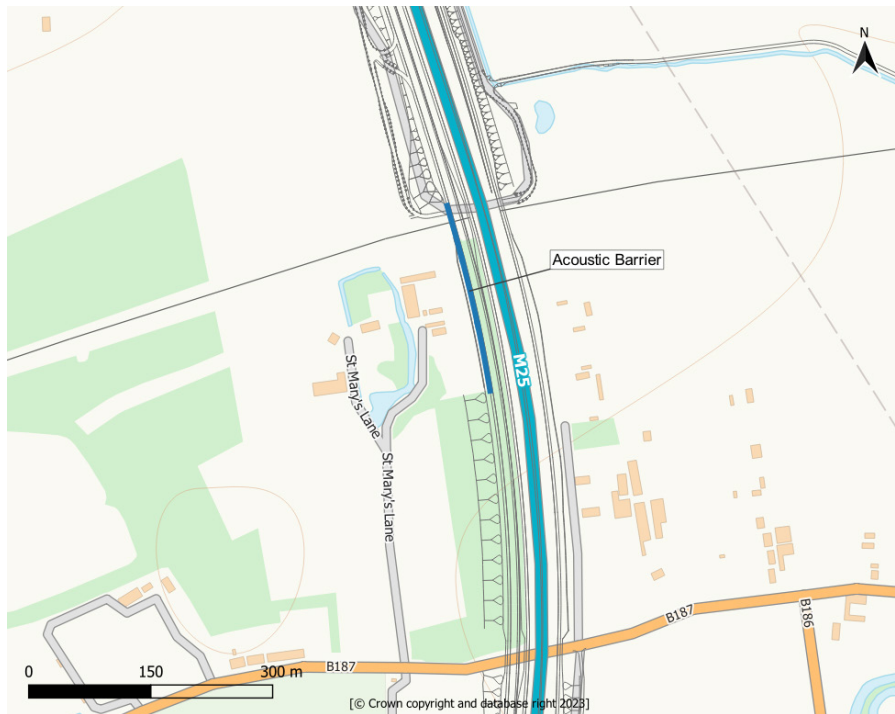 N
Acoustic Barrier
M25
St Mary's Lane
St Mary's Lane
B187
B186
B187
0 150 300 m
[© Crown copyright and database right 2023]